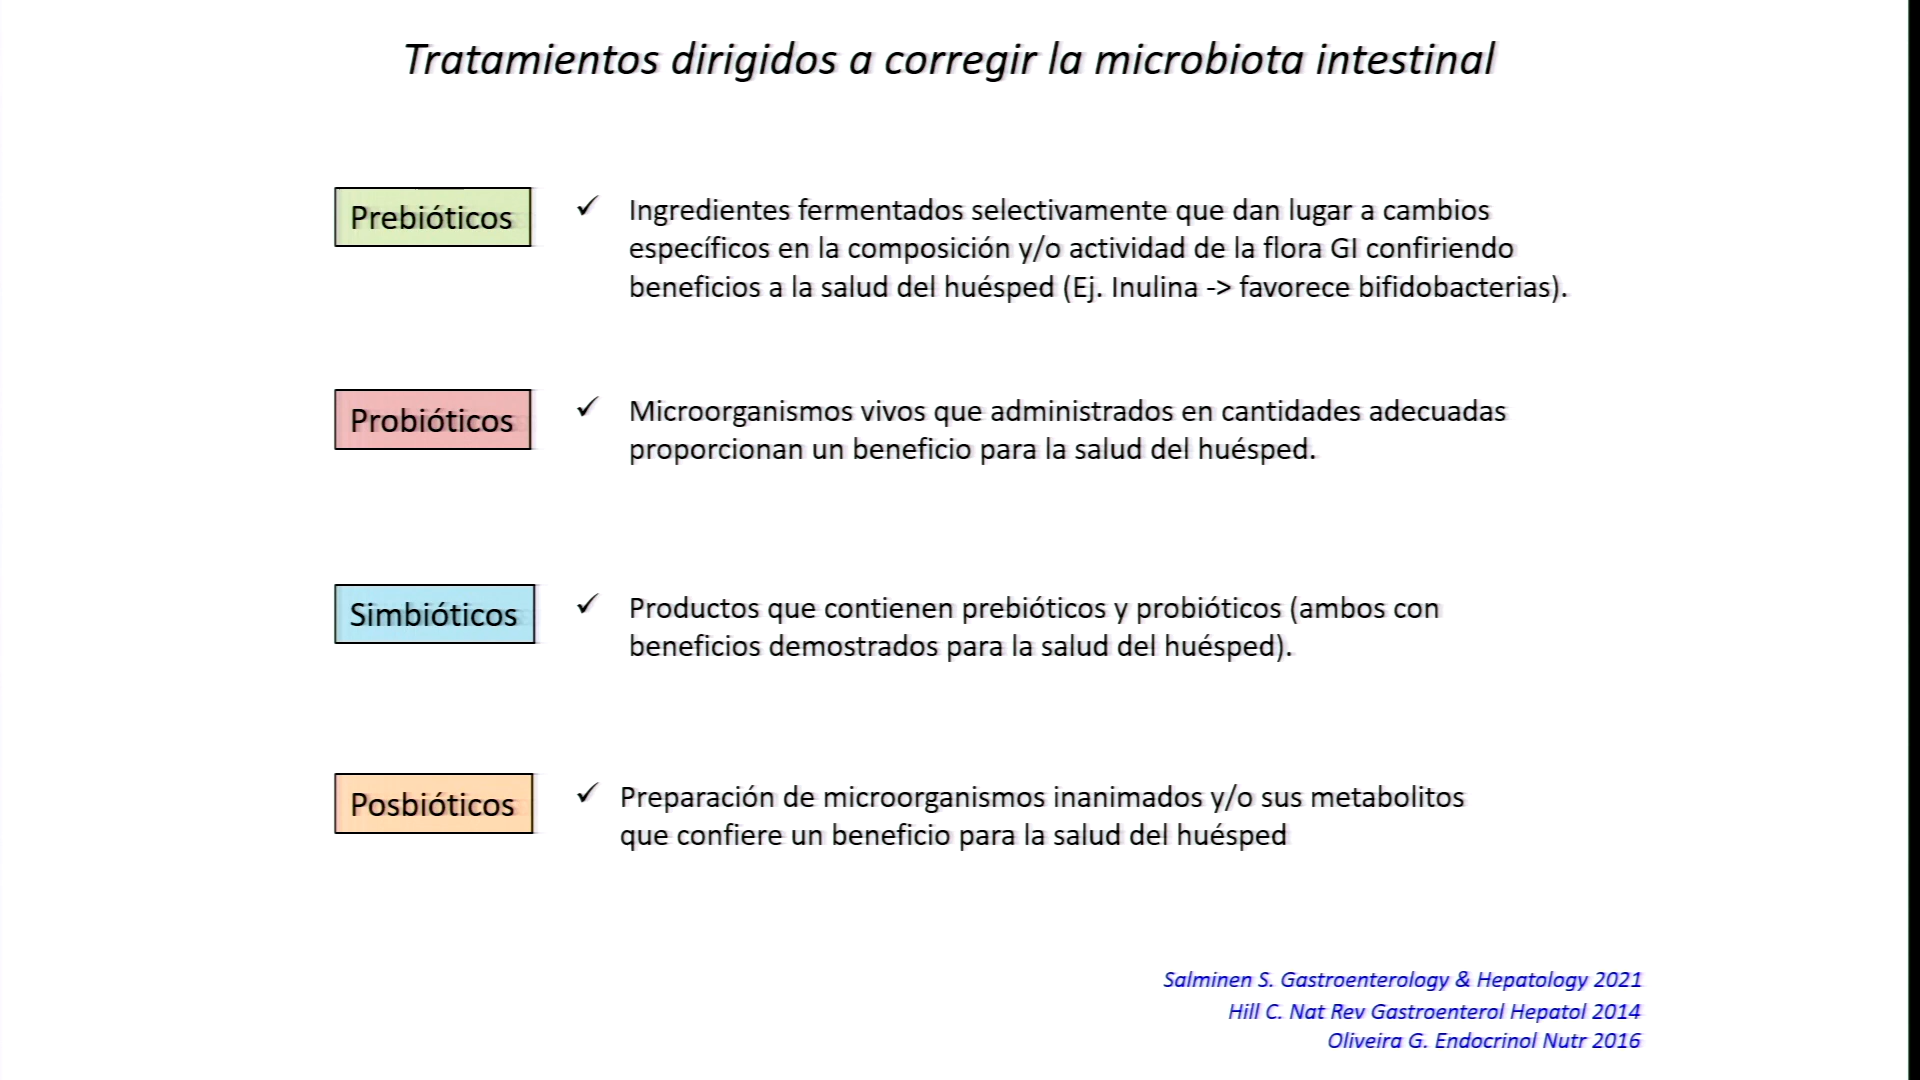 Tratamientos dirigidos a corregir la microbiota intestinal
Prebióticos
✓ Ingredientes fermentados selectivamente que dan lugar a cambios
específicos en la composición y/o actividad de la flora GI confiriendo
beneficios a la salud del huésped (Ej. Inulina -> favorece bifidobacterias).
Probióticos
✓ Microorganismos vivos que administrados en cantidades adecuadas
proporcionan un beneficio para la salud del huésped.
Simbióticos
✓ Productos que contienen prebióticos y probióticos (ambos con
beneficios demostrados para la salud del huésped).
Posbióticos
✓ Preparación de microorganismos inanimados y/o sus metabolitos
que confiere un beneficio para la salud del huésped
Salminen S. Gastroenterology & Hepatology 2021
Hill C. Nat Rev Gastroenterol Hepatol 2014
Oliveira G. Endocrinol Nutr 2016